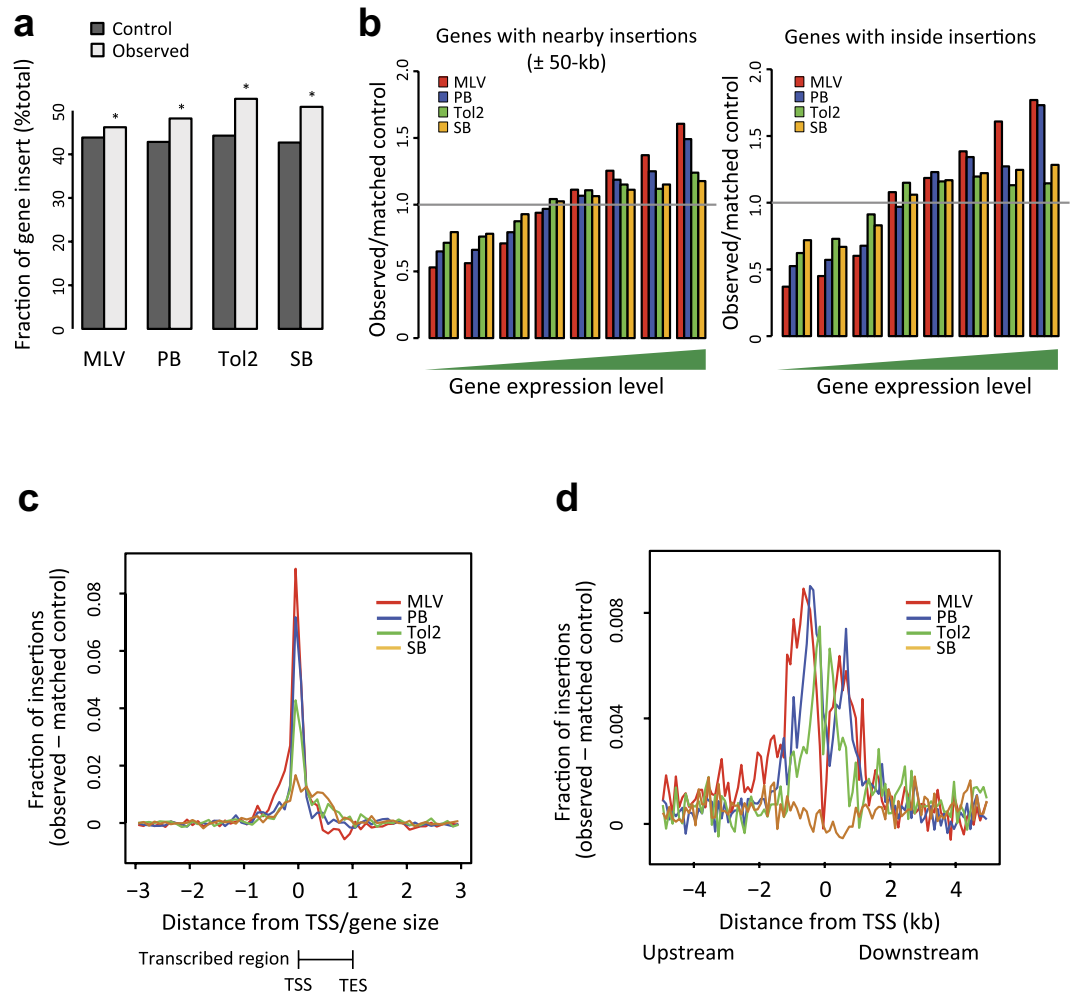 a
Control
Observed
Fraction of gene insert (%total)
0
10
20
30
40
50
*
*
*
*
MLV
PB
Tol2
SB
b
Genes with nearby insertions
(± 50-kb)
Observed/matched control
0
0.5
1.0
1.5
2.0
MLV
PB
Tol2
SB
Gene expression level
Genes with inside insertions
Observed/matched control
0
0.5
1.0
1.5
2.0
MLV
PB
Tol2
SB
Gene expression level
c
Fraction of insertions
(observed – matched control)
0
0.02
0.04
0.06
0.08
MLV
PB
Tol2
SB
−3
−2
−1
0
1
2
3
Distance from TSS/gene size
Transcribed region
TSS
TES
d
Fraction of insertions
(observed – matched control)
0
0.004
0.008
MLV
PB
Tol2
SB
−4
−2
0
2
4
Distance from TSS (kb)
Upstream
Downstream